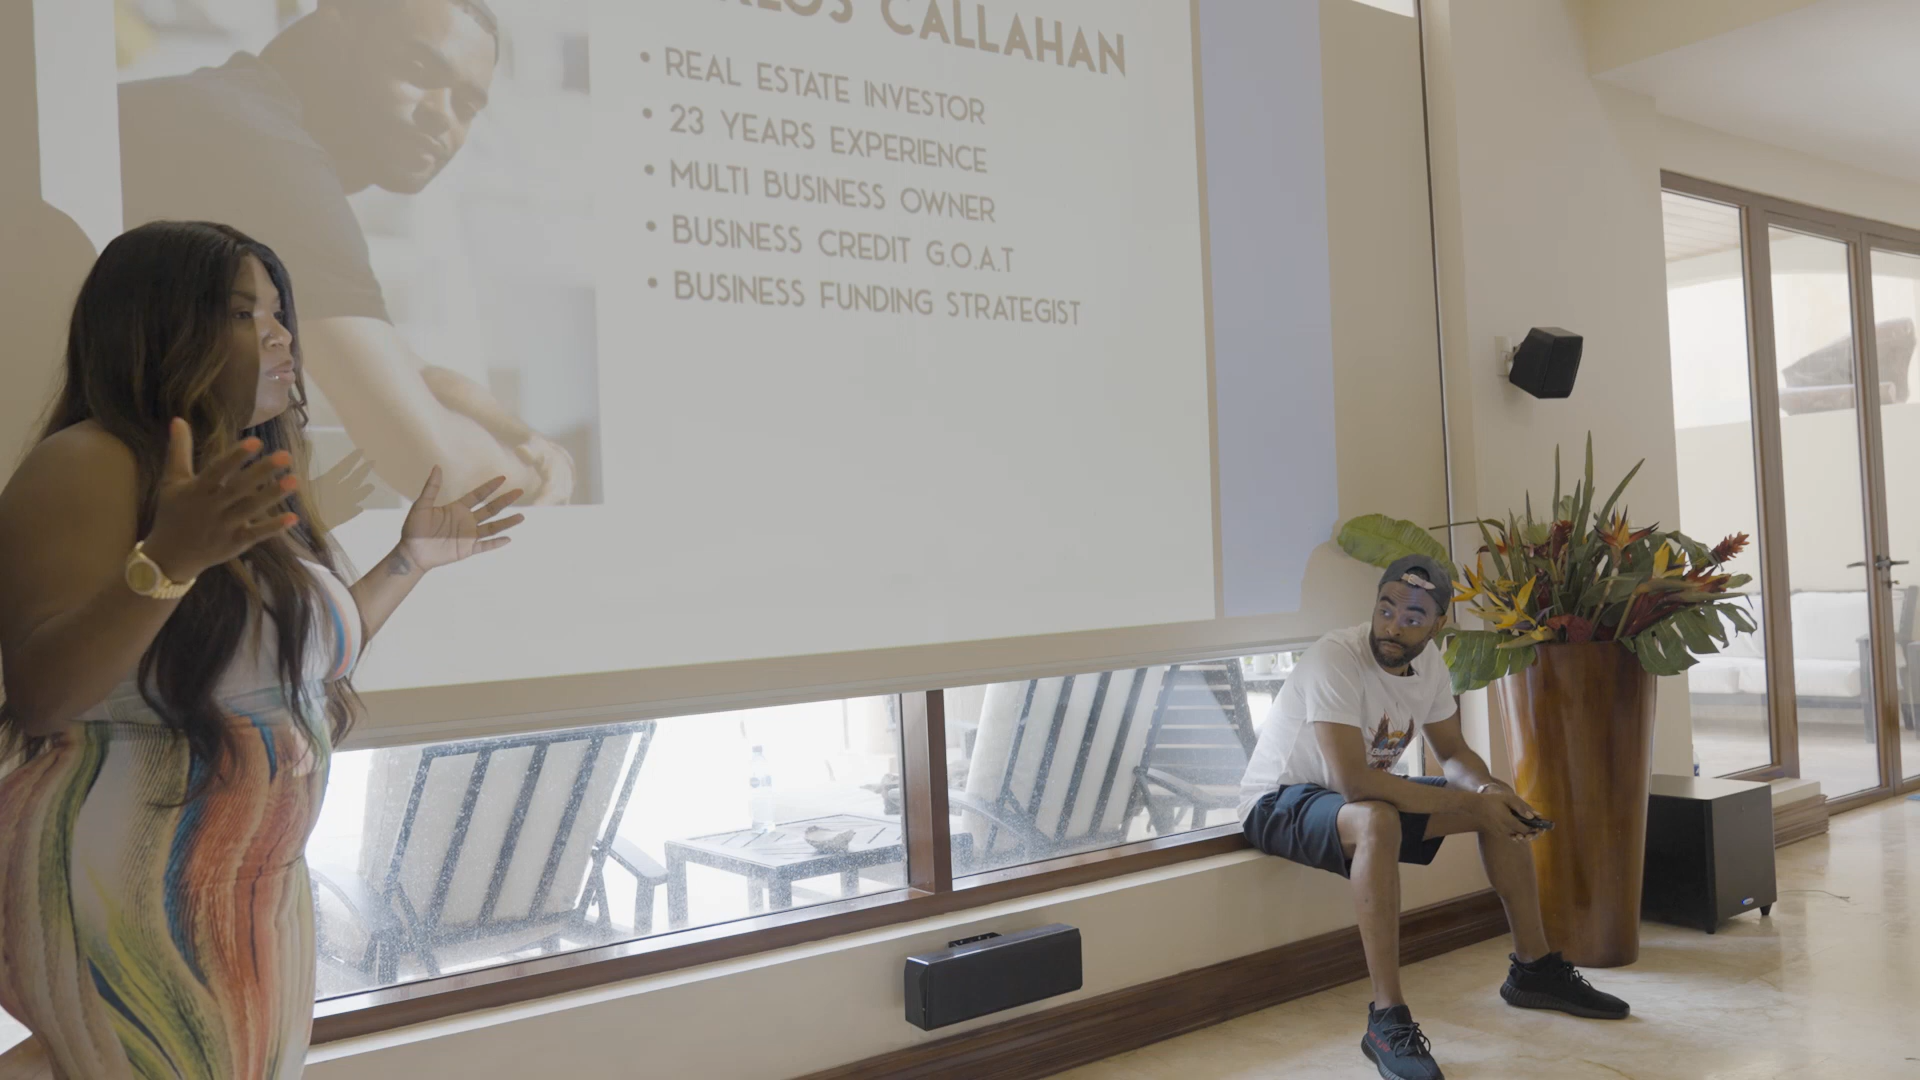 CALLAHAN
• REAL ESTATE INVESTOR
• 23 YEARS EXPERIENCE
• MULTI BUSINESS OWNER
• BUSINESS CREDIT G.O.A.T
• BUSINESS FUNDING STRATEGIST